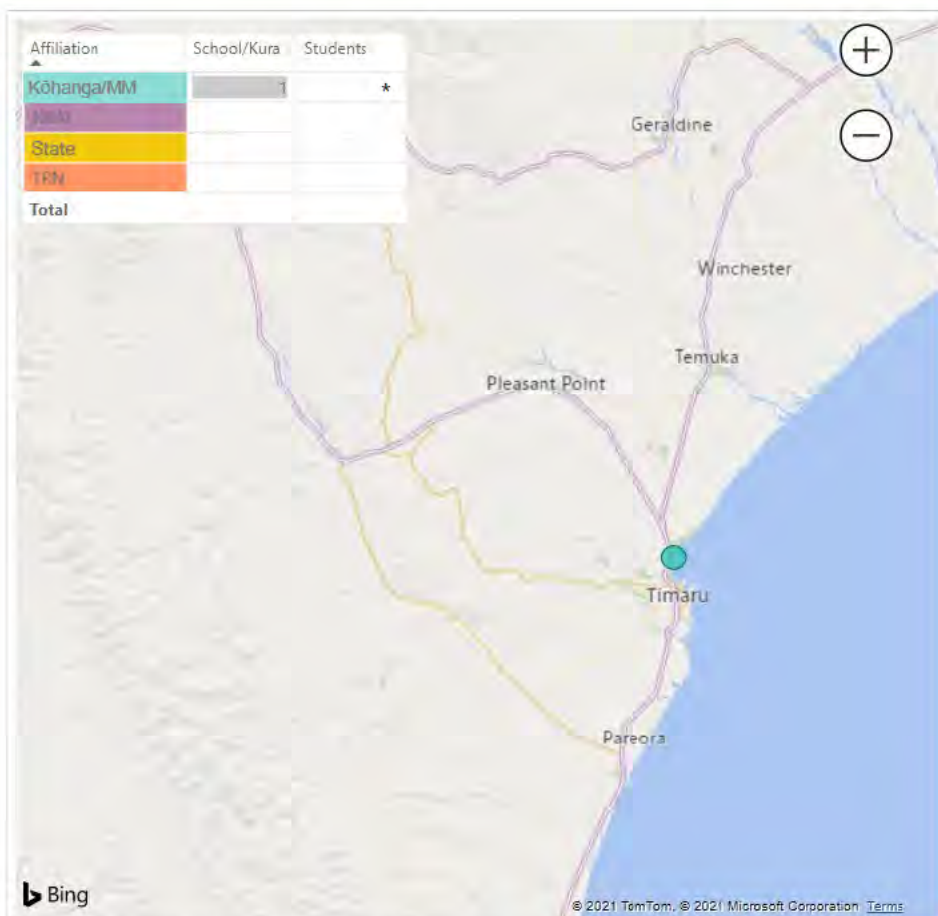 Affiliation School/Kura Students
Kōhanga/MM 1 *
State
TRN
Total
Geraldine
Winchester
Temuka
Pleasant Point
Timaru
Pareora
Bing
© 2021 TomTom, © 2021 Microsoft Corporation Terms